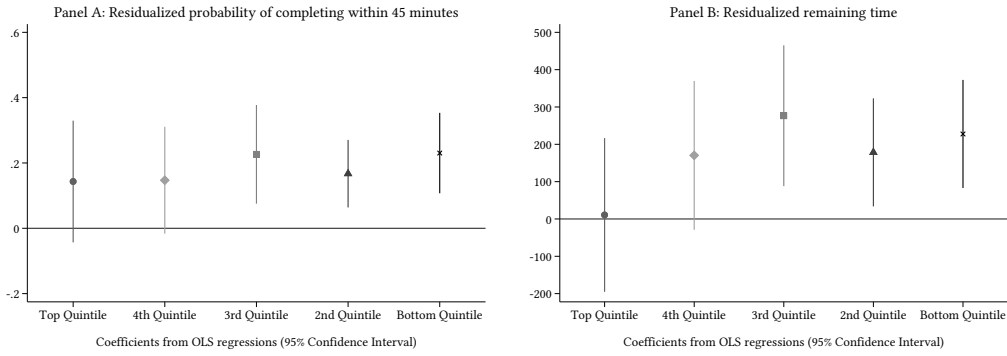 Panel A: Residualized probability of completing within 45 minutes
.6
.4
.2
0
-.2
Top Quintile 4th Quintile 3rd Quintile 2nd Quintile Bottom Quintile
Coefficients from OLS regressions (95% Confidence Interval)
Panel B: Residualized remaining time
500
400
300
200
100
0
-100
-200
Top Quintile 4th Quintile 3rd Quintile 2nd Quintile Bottom Quintile
Coefficients from OLS regressions (95% Confidence Interval)